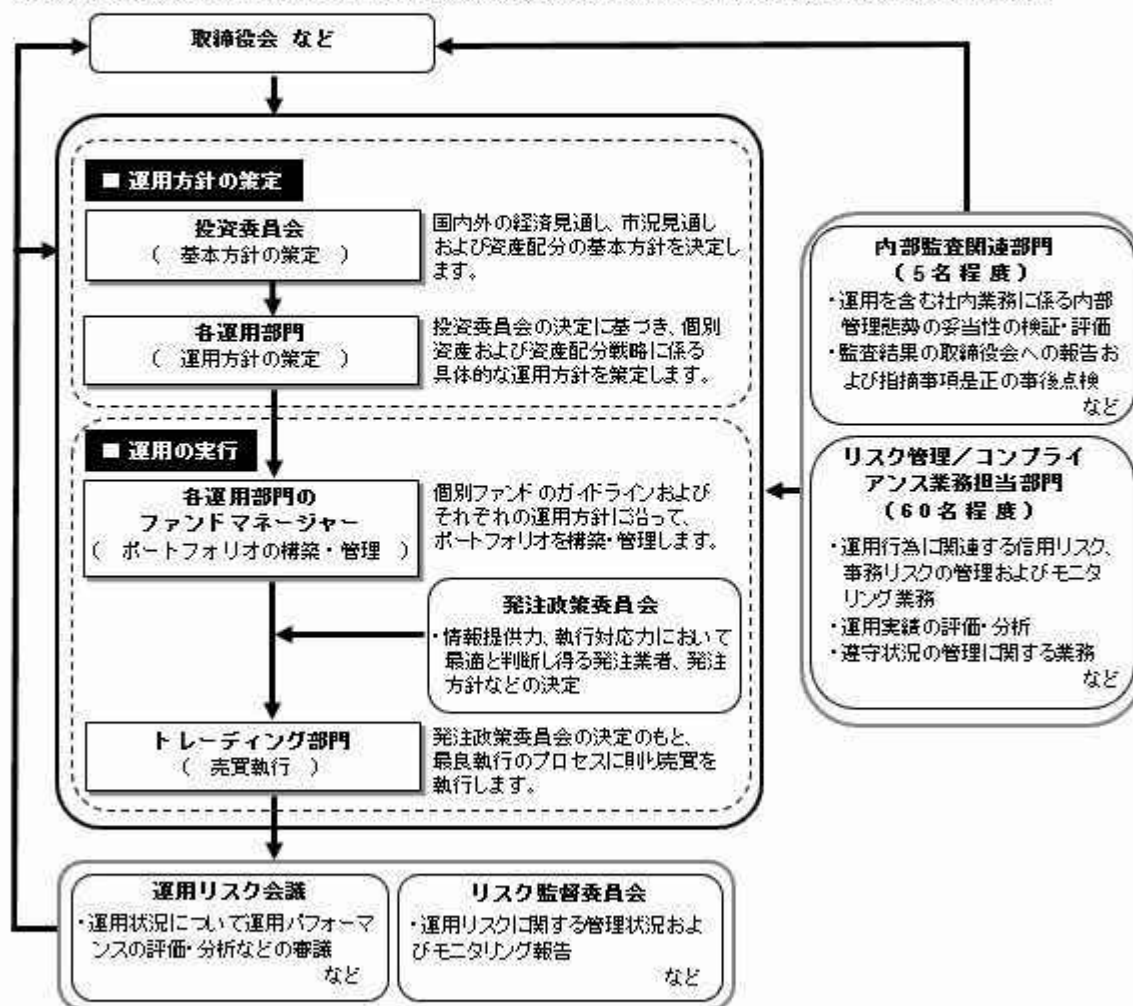 取締役会 など
■ 運用方針の策定
投資委員会
( 基本方針の策定 )
国内外の経済見通し、市況見通し
および資産配分の基本方針を決定し
ます。
各運用部門
( 運用方針の策定 )
投資委員会の決定に基づき、個別
資産および資産配分戦略に係る
具体的な運用方針を策定します。
■ 運用の実行
各運用部門の
ファンドマネージャー
( ポートフォリオの構築・管理 )
個別ファンドのガイドラインおよび
それぞれの運用方針に沿って、
ポートフォリオを構築・管理します。
発注政策委員会
・情報提供力、執行対応力において
最適と判断し得る発注業者、発注
方針などの決定
トレーディング部門
( 売買執行 )
発注政策委員会の決定のもと、
最良執行のプロセスに則り売買を
執行します。
内部監査関連部門
(5名程度)
・運用を含む社内業務に係る内部
管理態勢の妥当性の検証・評価
・監査結果の取締役会への報告お
よび指摘事項是正の事後点検
など
リスク管理/コンプライ
アンス業務担当部門
(60名程度)
・運用行為に関連する信用リスク、
事務リスクの管理およびモニタ
リング業務
・運用実績の評価・分析
・遵守状況の管理に関する業務
など
運用リスク会議
・運用状況について運用パフォーマ
ンスの評価・分析などの審議
など
リスク監督委員会
・運用リスクに関する管理状況およ
びモニタリング報告
など